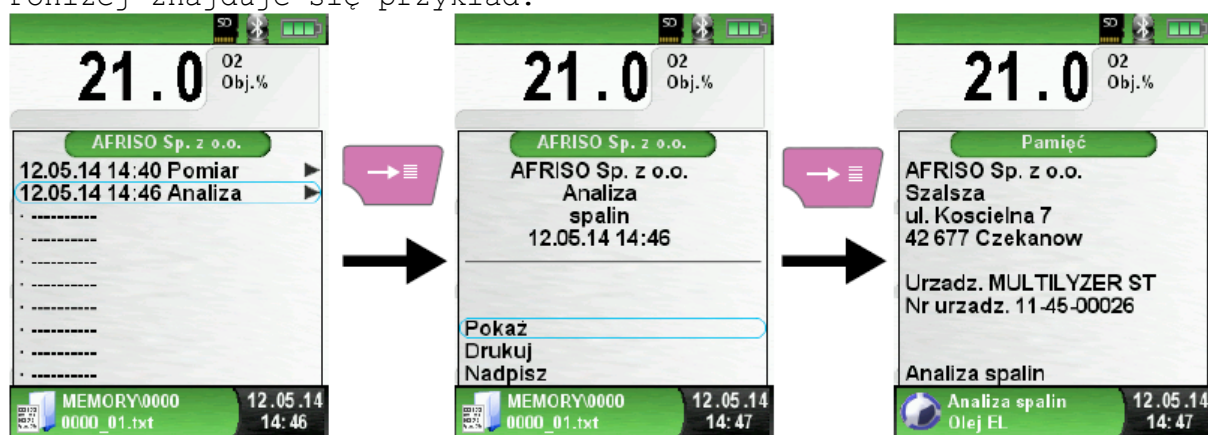 Poniżej znajduje się przykład:
SD
21.0 O2
Obj.%
AFRISO Sp. z o.o.
12.05.14 14:40 Pomiar
12.05.14 14:46 Analiza
· ----------
· ----------
· ----------
· ----------
· ----------
· ----------
· ----------
· ----------
MEMORY\0000 12.05.14
0000_01.txt 14:46
SD
21.0 O2
Obj.%
AFRISO Sp. z o.o.
AFRISO Sp. z o.o.
Analiza
spalin
12.05.14 14:46
Pokaż
Drukuj
Nadpisz
MEMORY\0000 12.05.14
0000_01.txt 14:47
SD
21.0 O2
Obj.%
Pamięć
AFRISO Sp. z o.o.
Szalsza
ul. Koscielna 7
42 677 Czekanow
Urzadz. MULTILYZER ST
Nr urzadz. 11-45-00026
Analiza spalin
Analiza spalin 12.05.14
Olej EL 14:47